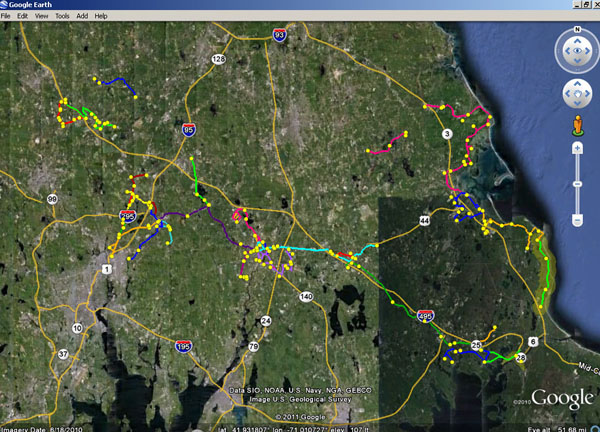 Google Earth
File Edit View Tools Add Help
N
93
128
95
3
99
295
44
1
495
140
24
10
195
79
25
6
28
37
Mid-Ca
Data SIO, NOAA, U.S. Navy, NGA, GEBCO
Image U.S. Geological Survey
© 2011 Google
©2010 Google
Imagery Date: 6/18/2010 lat 41.931807° lon -71.010727° elev 107 ft Eye alt 51.68 mi